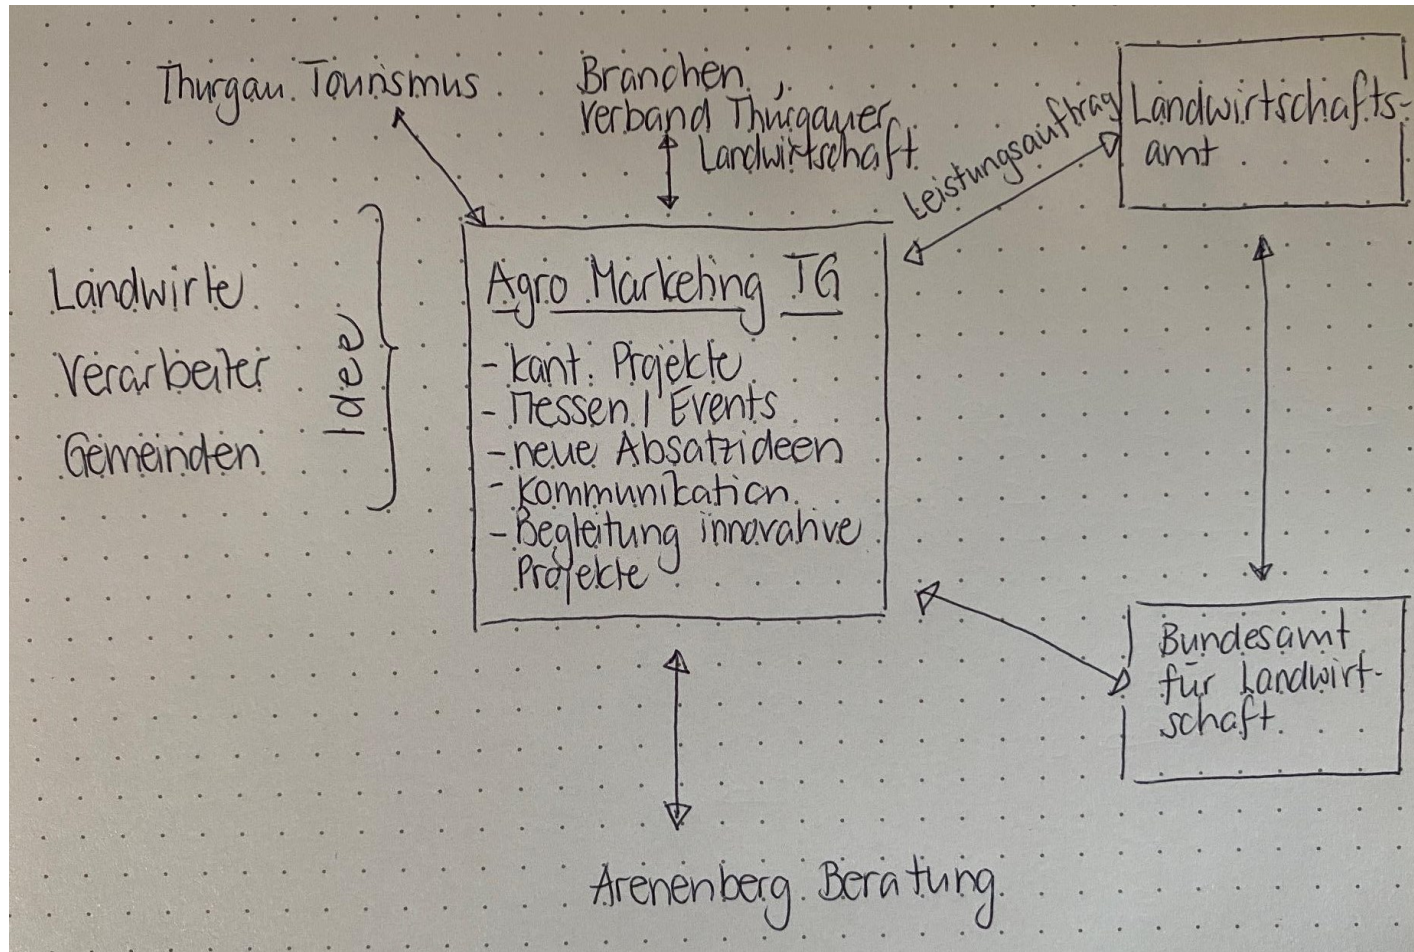 Thurgau Tourismus
Branchen
verband Thurgauer
Landwirtschaft
Leistungsauftrag
Landwirtschafts-
amt
Landwirte
Verarbeiter
Gemeinden
Idee
Agro Marketing TG
- kant. Projekte
- Messen / Events
- neue Absatzideen
- Kommunikation
- Begleitung innovative
Projekte
Bundesamt
für Landwirt-
schaft
Arenenberg Beratung